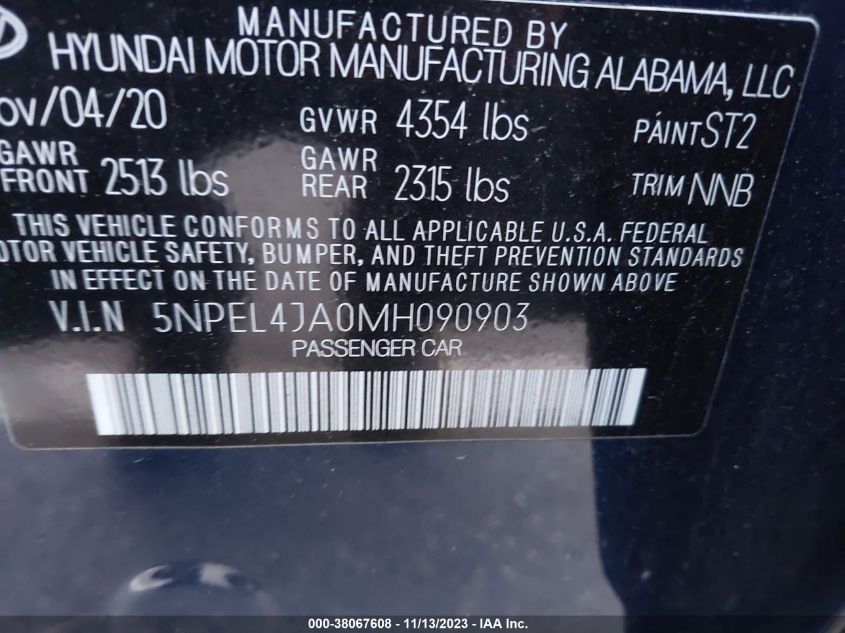 MANUFACTURED BY
HYUNDAI MOTOR MANUFACTURING ALABAMA, LLC
OV/04/20 GVWR 4354 lbs PAINT ST2
GAWR FRONT 2513 lbs GAWR REAR 2315 lbs TRIM NNB
THIS VEHICLE CONFORMS TO ALL APPLICABLE U.S.A. FEDERAL
OTOR VEHICLE SAFETY, BUMPER, AND THEFT PREVENTION STANDARDS
IN EFFECT ON THE DATE OF MANUFACTURE SHOWN ABOVE
V.I.N 5NPEL4JA0MH090903
PASSENGER CAR
000-38067608 - 11/13/2023 - IAA Inc.